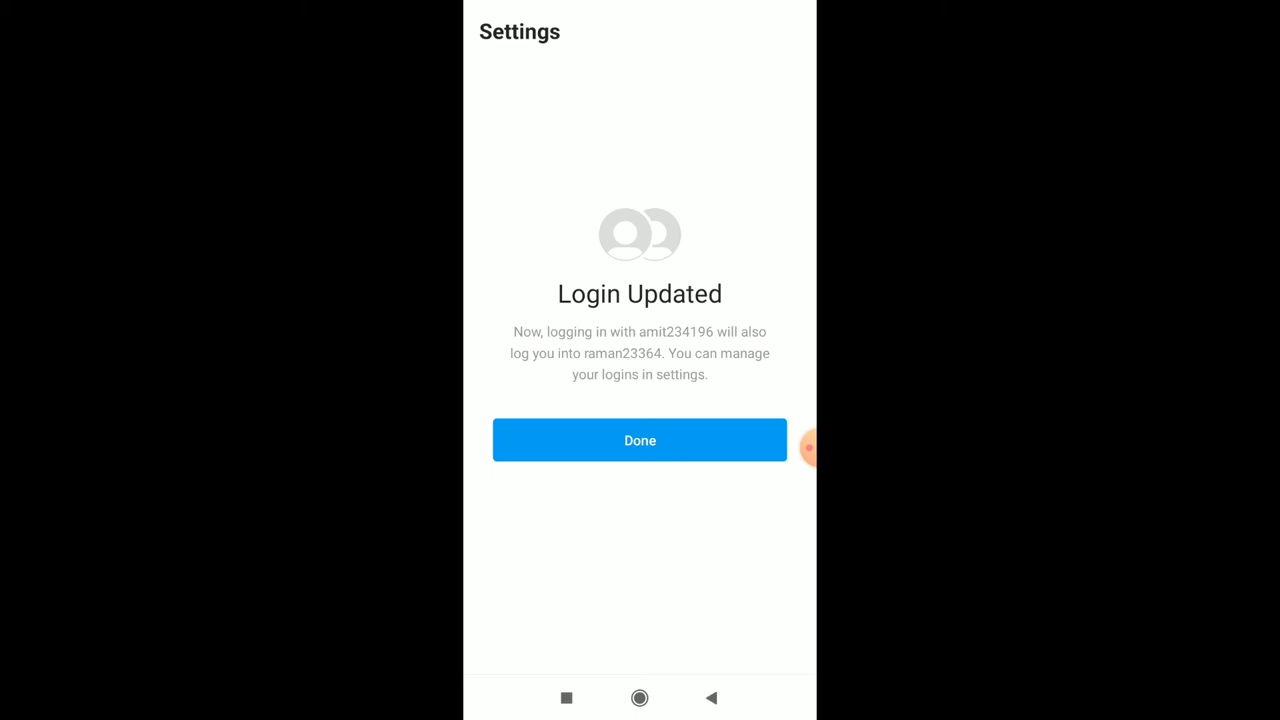 Settings
Login Updated
Now, logging in with amit234196 will also
log you into raman23364. You can manage
your logins in settings.
Done